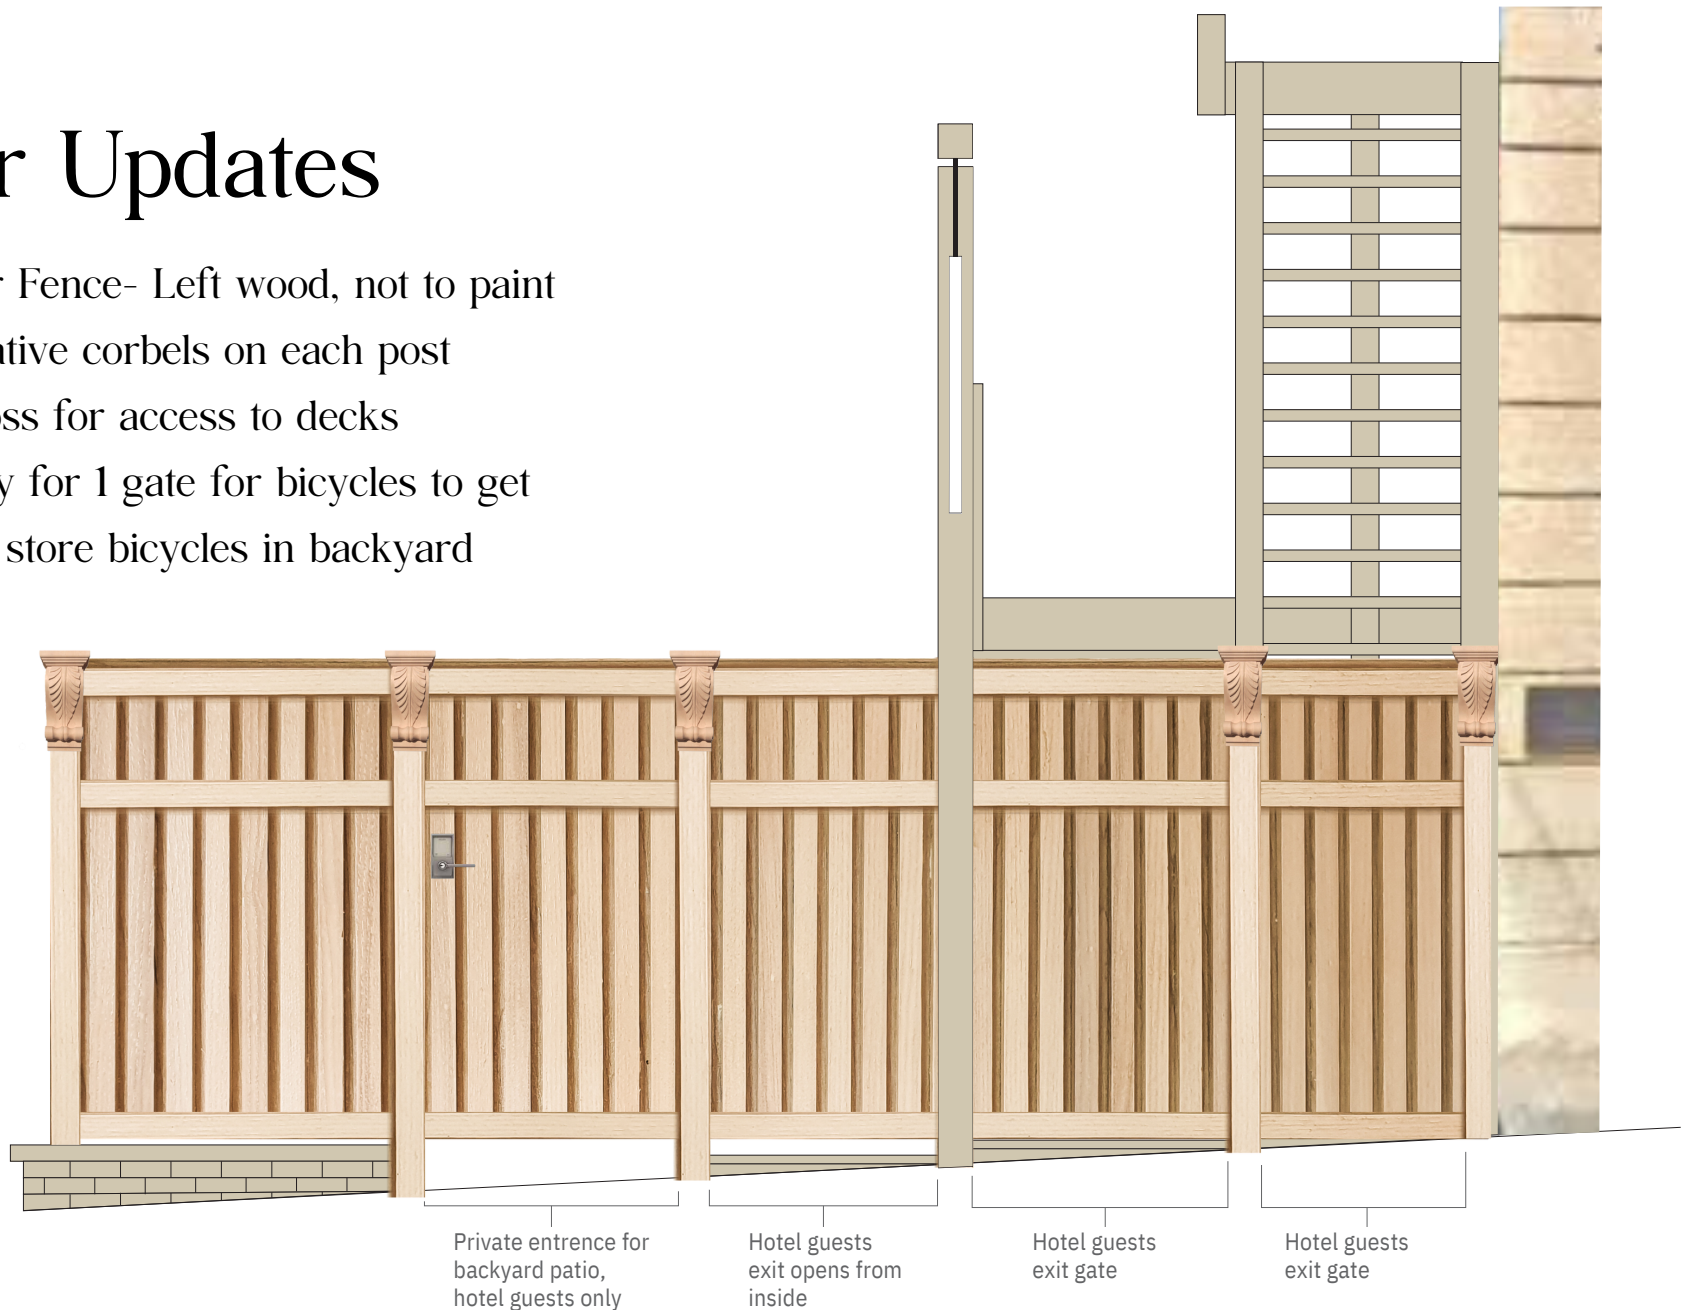 r Updates
r Fence- Left wood, not to paint
ative corbels on each post
oss for access to decks
y for 1 gate for bicycles to get
store bicycles in backyard
Private entrence for
backyard patio,
hotel guests only
Hotel guests
exit opens from
inside
Hotel guests
exit gate
Hotel guests
exit gate